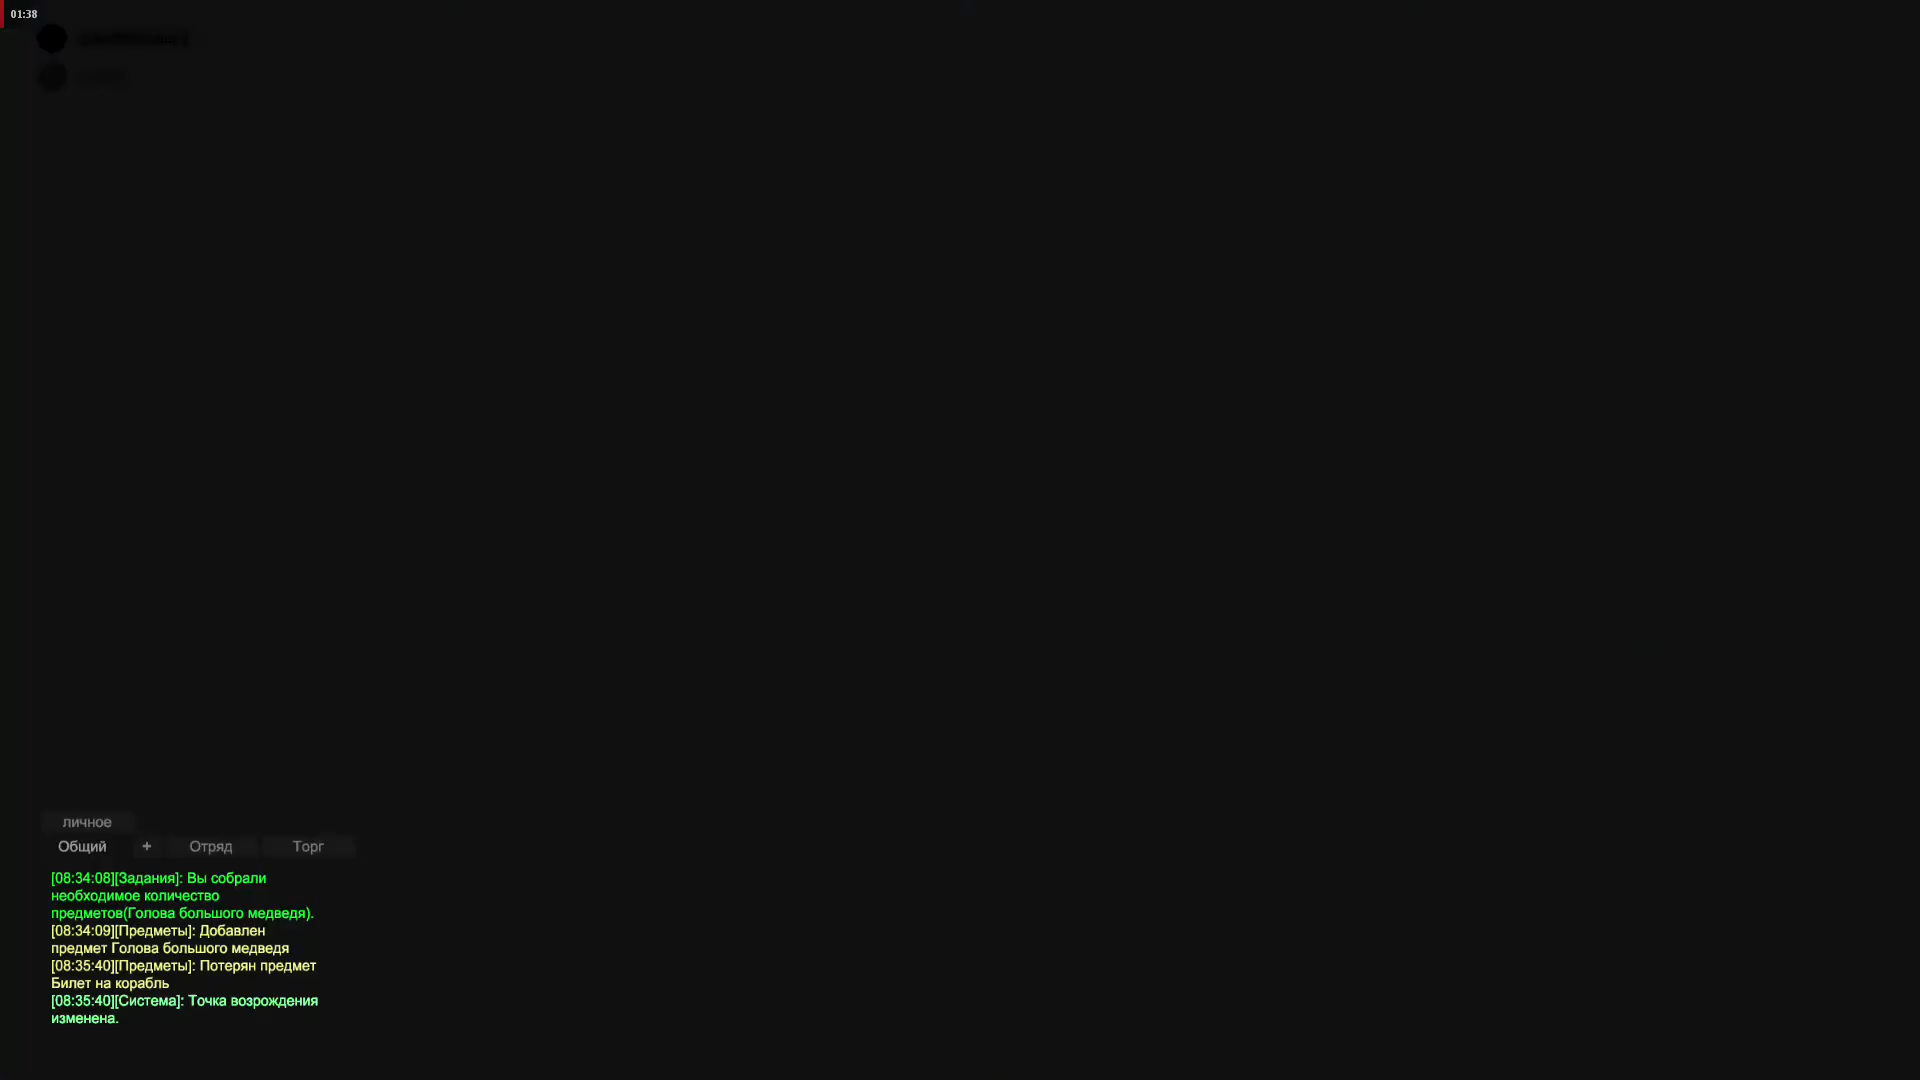 01:38
личное
Общий + Отряд Торг
[08:34:08][Задания]: Вы собрали
необходимое количество
предметов(Голова большого медведя).
[08:34:09][Предметы]: Добавлен
предмет Голова большого медведя
[08:35:40][Предметы]: Потерян предмет
Билет на корабль
[08:35:40][Система]: Точка возрождения
изменена.